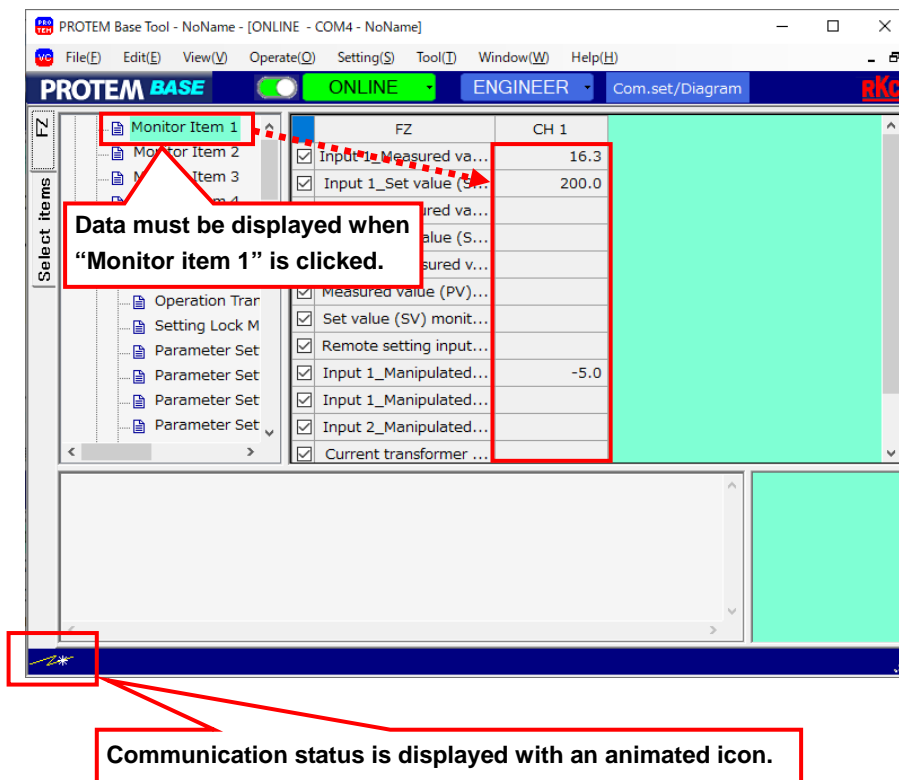 PROTEM Base Tool - NoName - [ONLINE - COM4 - NoName]
File(F) Edit(E) View(V) Operate(O) Setting(S) Tool(T) Window(W) Help(H)
PROTEM BASE ONLINE ENGINEER Com.set/Diagram RKC
FZ
Select items
Monitor Item 1
Monitor Item 2
Item 3
Data must be displayed when
“Monitor item 1” is clicked.
Operation Tran
Setting Lock M
Parameter Set
Parameter Set
Parameter Set
Parameter Set
FZ CH 1
Input 1_Measured va... 16.3
Input 1_Set value (S... 200.0
ured va...
alue (S...
sured v...
Measured value (PV)...
Set value (SV) monit...
Remote setting input...
Input 1_Manipulated... -5.0
Input 1_Manipulated...
Input 2_Manipulated...
Current transformer ...
Communication status is displayed with an animated icon.